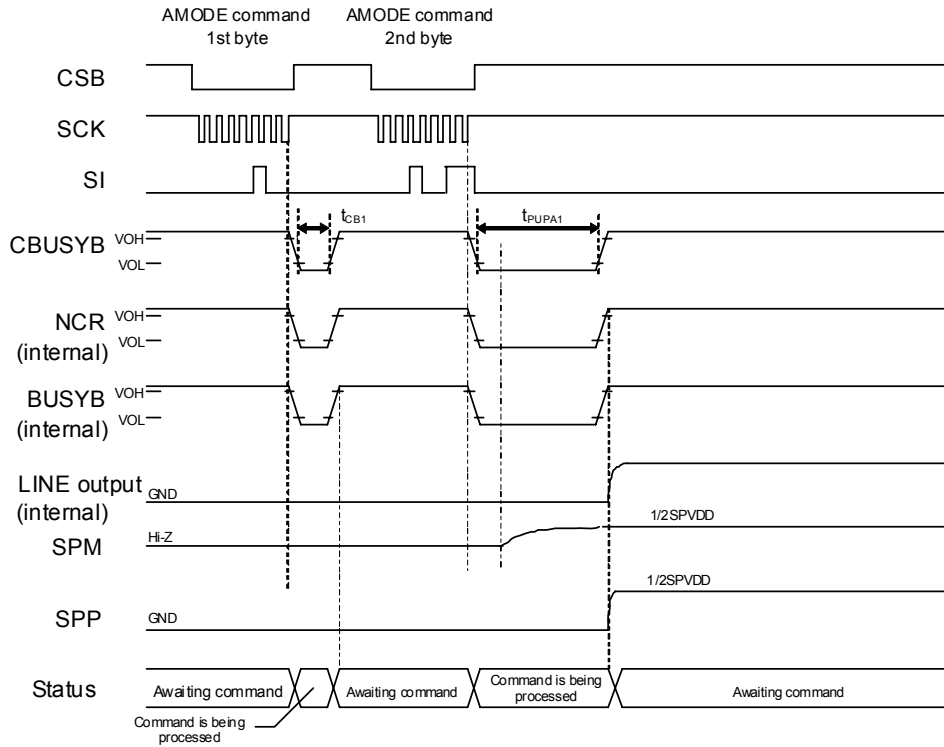 AMODE command
1st byte
AMODE command
2nd byte
CSB
SCK
SI
tCB1
tPUPA1
CBUSYB
VOH
VOL
NCR
(internal)
VOH
VOL
BUSYB
(internal)
VOH
VOL
LINE output
(internal)
GND
SPM
Hi-Z
1/2SPVDD
SPP
GND
1/2SPVDD
Status
Awaiting command
Command is being
processed
Awaiting command
Command is being
processed
Awaiting command